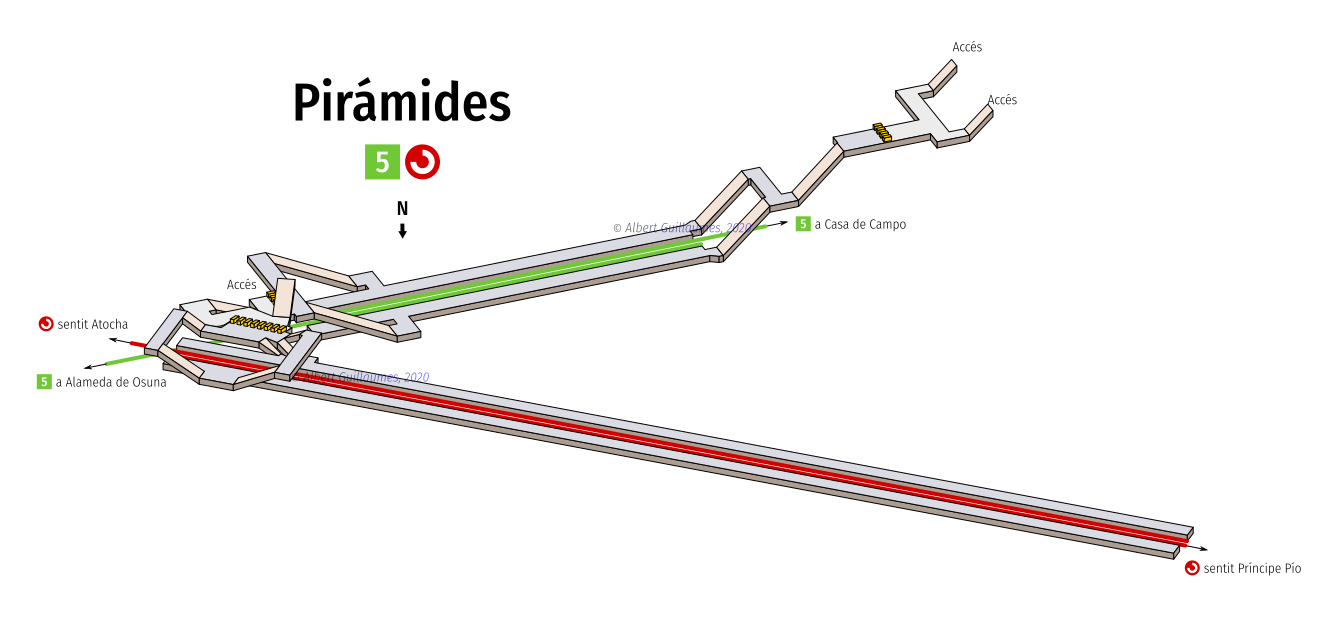 Accés
Pirámides
Accés
5
N
© Albert Guillaumes, 2020
5 a Casa de Campo
Accés
sentit Atocha
5 a Alameda de Osuna
© Albert Guillaumes, 2020
sentit Príncipe Pío